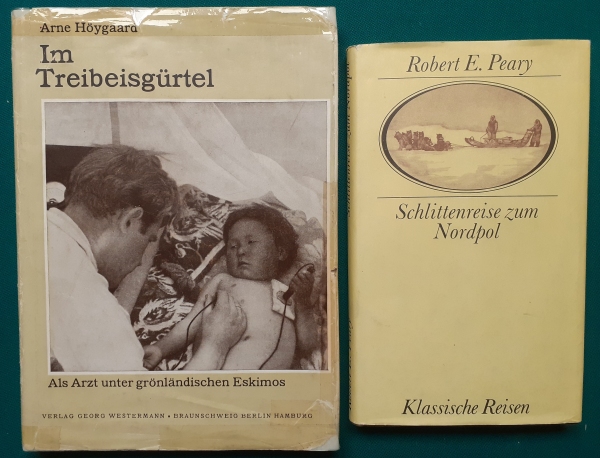 Arne Höygaard
Im
Treibeisgürtel
Als Arzt unter grönländischen Eskimos
VERLAG GEORG WESTERMANN • BRAUNSCHWEIG BERLIN HAMBURG
Robert E. Peary
Schlittenreise zum
Nordpol
Klassische Reisen